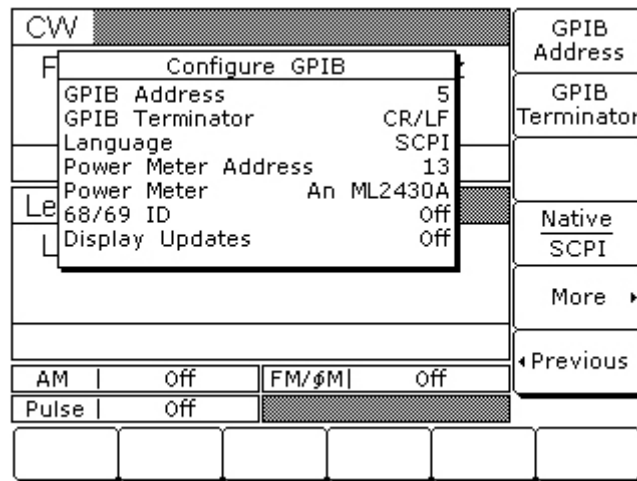 CW
F
z
Configure GPIB
GPIB Address 5
GPIB Terminator CR/LF
Language SCPI
Power Meter Address 13
Power Meter An ML2430A
68/69 ID Off
Display Updates Off
Le
L
AM | Off
FM/ϕM| Off
Pulse | Off
GPIB
Address
GPIB
Terminator
Native
SCPI
More
Previous